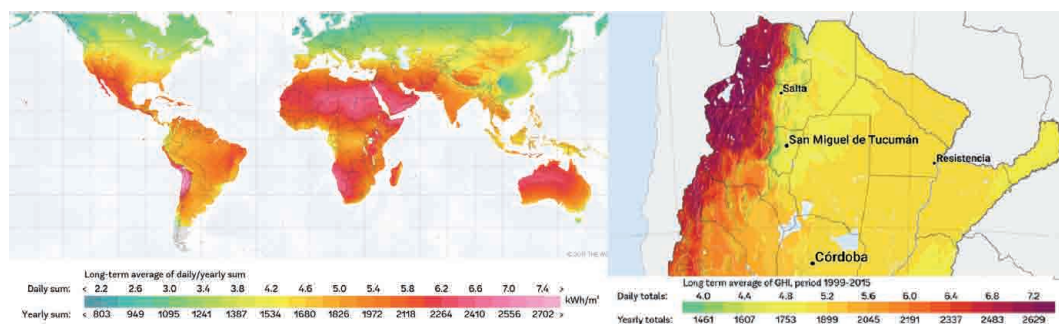 © 2017 THE W
Long-term average of daily/yearly sum
Daily sum: < 2.2 2.6 3.0 3.4 3.8 4.2 4.6 5.0 5.4 5.8 6.2 6.6 7.0 7.4 >
kWh/m²
Yearly sum: < 803 949 1095 1241 1387 1534 1680 1826 1972 2118 2264 2410 2556 2702 >
Salta
San Miguel de Tucumán
Resistencia
Córdoba
Long term average of GHI, period 1999-2015
Daily totals: 4.0 4.4 4.8 5.2 5.6 6.0 6.4 6.8 7.2
Yearly totals: 1461 1607 1753 1999 2045 2191 2337 2483 2629